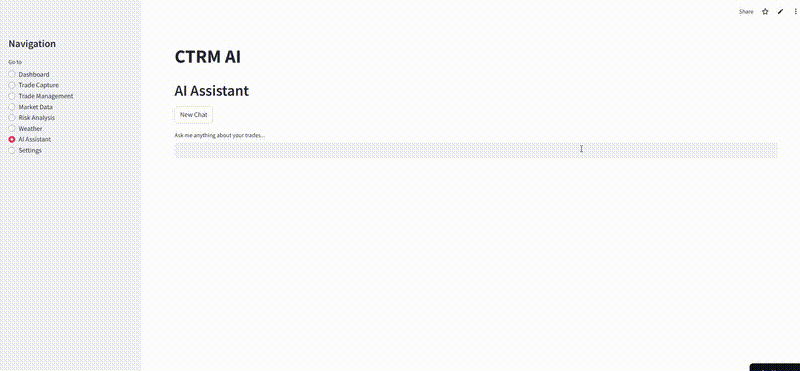 Share
Navigation
Go to
Dashboard
Trade Capture
Trade Management
Market Data
Risk Analysis
Weather
AI Assistant
Settings
CTRM AI
AI Assistant
New Chat
Ask me anything about your trades...